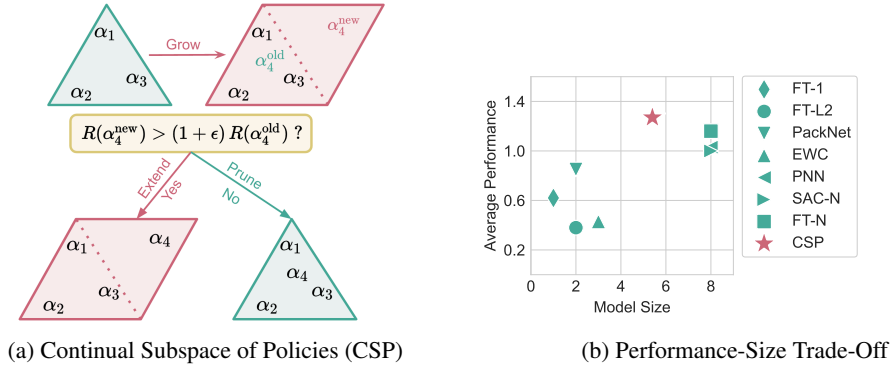 α₁
α₂
α₃
Grow
α₁
α₄ⁿᵉʷ
α₄ᵒˡᵈ
α₂
α₃
R(α₄ⁿᵉʷ) > (1 + ϵ) R(α₄ᵒˡᵈ) ?
Extend
Yes
Prune
No
α₁
α₄
α₂
α₃
α₁
α₄
α₂
α₃
(a) Continual Subspace of Policies (CSP)
Average Performance
1.4
1.0
0.6
0.2
0
2
4
6
8
Model Size
FT-1
FT-L2
PackNet
EWC
PNN
SAC-N
FT-N
CSP
(b) Performance-Size Trade-Off